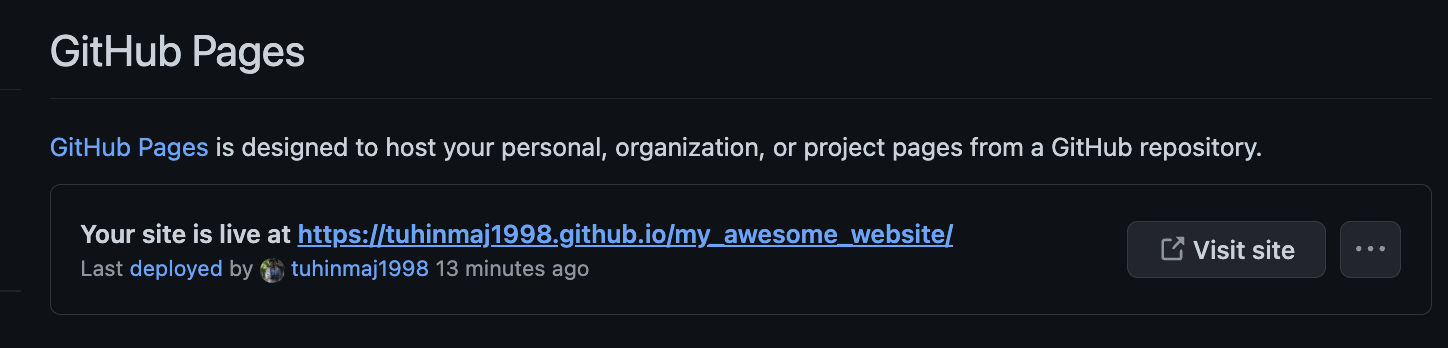 GitHub Pages
GitHub Pages is designed to host your personal, organization, or project pages from a GitHub repository.
Your site is live at https://tuhinmaj1998.github.io/my_awesome_website/
Last deployed by tuhinmaj1998 13 minutes ago
Visit site